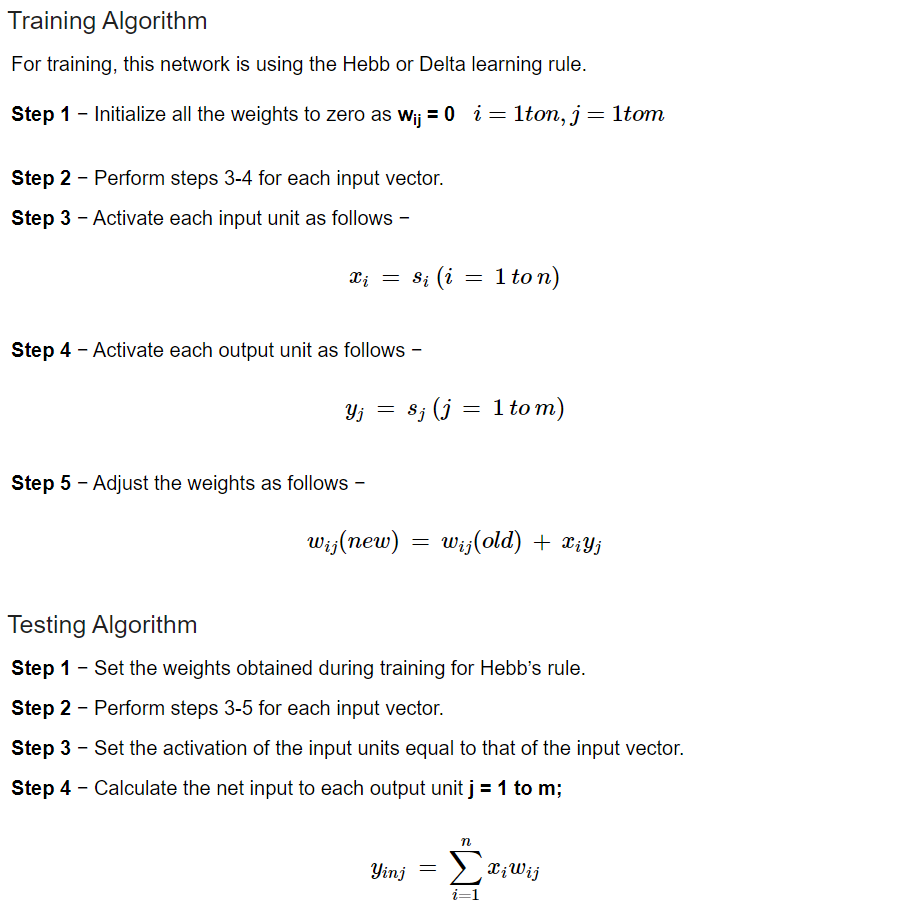 Training Algorithm
For training, this network is using the Hebb or Delta learning rule.
Step 1 − Initialize all the weights to zero as wij = 0 i = 1ton, j = 1tom
Step 2 − Perform steps 3-4 for each input vector.
Step 3 − Activate each input unit as follows −
xi = si (i = 1 to n)
Step 4 − Activate each output unit as follows −
yj = sj (j = 1 to m)
Step 5 − Adjust the weights as follows −
wij(new) = wij(old) + xiyj
Testing Algorithm
Step 1 − Set the weights obtained during training for Hebb’s rule.
Step 2 − Perform steps 3-5 for each input vector.
Step 3 − Set the activation of the input units equal to that of the input vector.
Step 4 − Calculate the net input to each output unit j = 1 to m;
yinj = ∑ i=1 n xiwij